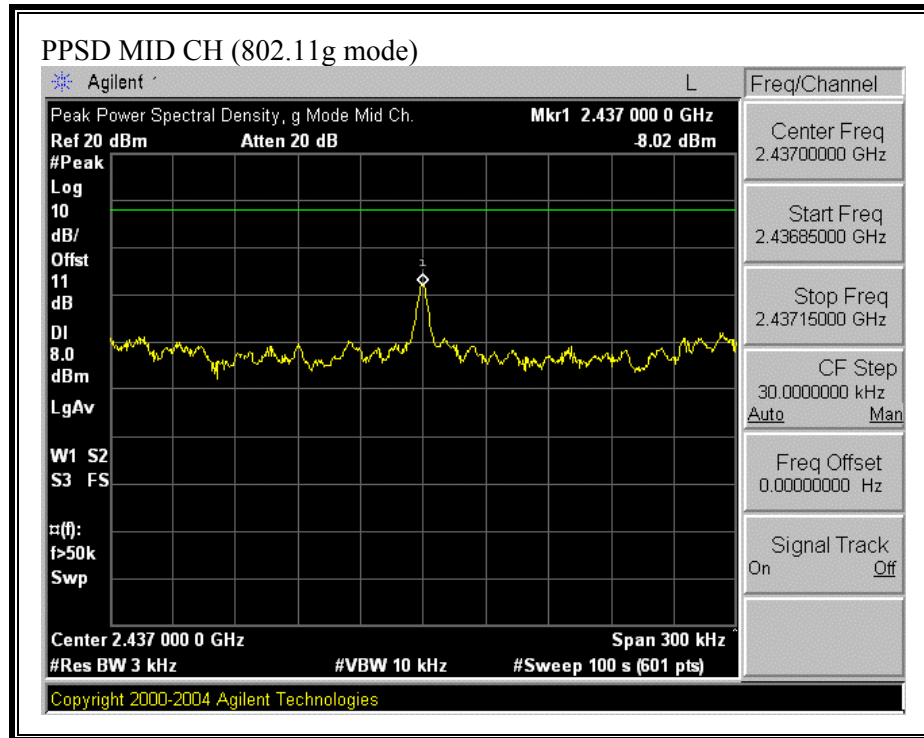 PPSD MID CH (802.11g mode)
Agilent
L
Freq/Channel
Peak Power Spectral Density, g Mode Mid Ch.
Mkr1 2.437 000 0 GHz
Ref 20 dBm
Atten 20 dB
-8.02 dBm
#Peak
Log
10
dB/
Offst
11
dB
DI
8.0
dBm
LgAv
W1 S2
S3 FS
¤(f):
f>50k
Swp
1
Center 2.437 000 0 GHz
Span 300 kHz
#Res BW 3 kHz
#VBW 10 kHz
#Sweep 100 s (601 pts)
Copyright 2000-2004 Agilent Technologies
Center Freq
2.43700000 GHz
Start Freq
2.43685000 GHz
Stop Freq
2.43715000 GHz
CF Step
30.0000000 kHz
Auto Man
Freq Offset
0.00000000 Hz
Signal Track
On Off